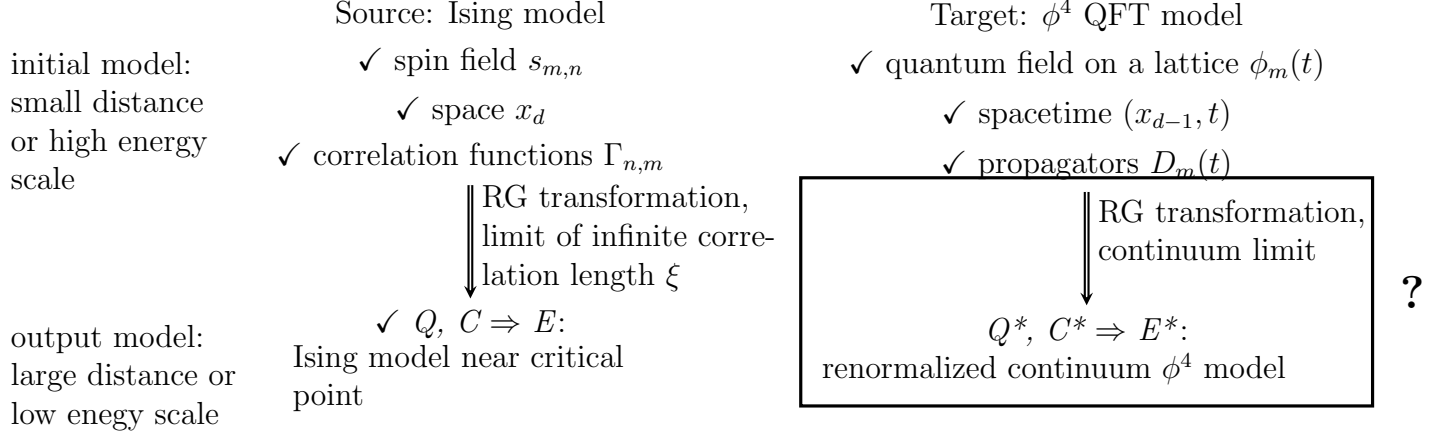 Source: Ising model
Target: ϕ⁴ QFT model
initial model:
small distance
or high energy
scale
✓ spin field s_{m,n}
✓ space x_d
✓ correlation functions Γ_{n,m}
✓ quantum field on a lattice ϕ_m(t)
✓ spacetime (x_{d−1}, t)
✓ propagators D_m(t)
RG transformation,
limit of infinite corre-
lation length ξ
RG transformation,
continuum limit
?
output model:
large distance or
low enegy scale
✓ Q, C ⇒ E:
Ising model near critical
point
Q*, C* ⇒ E*:
renormalized continuum ϕ⁴ model